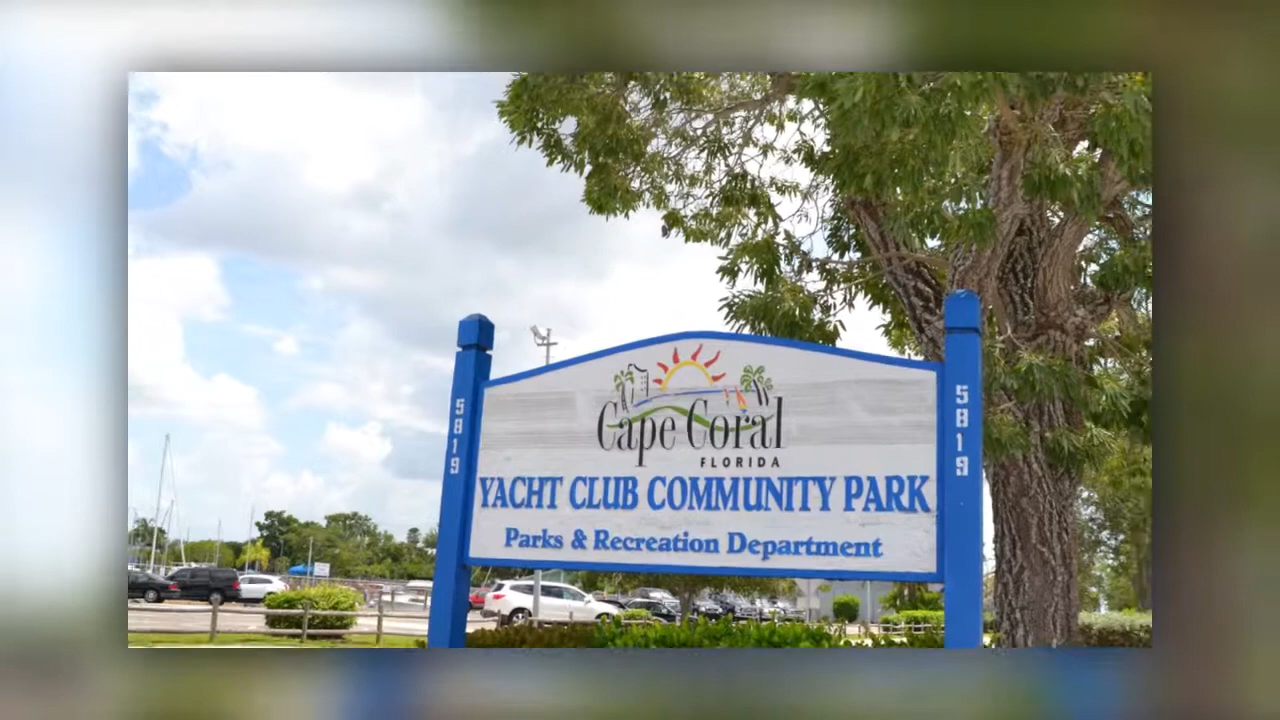 Cape Coral
FLORIDA
YACHT CLUB COMMUNITY PARK
Parks & Recreation Department
5819
5819